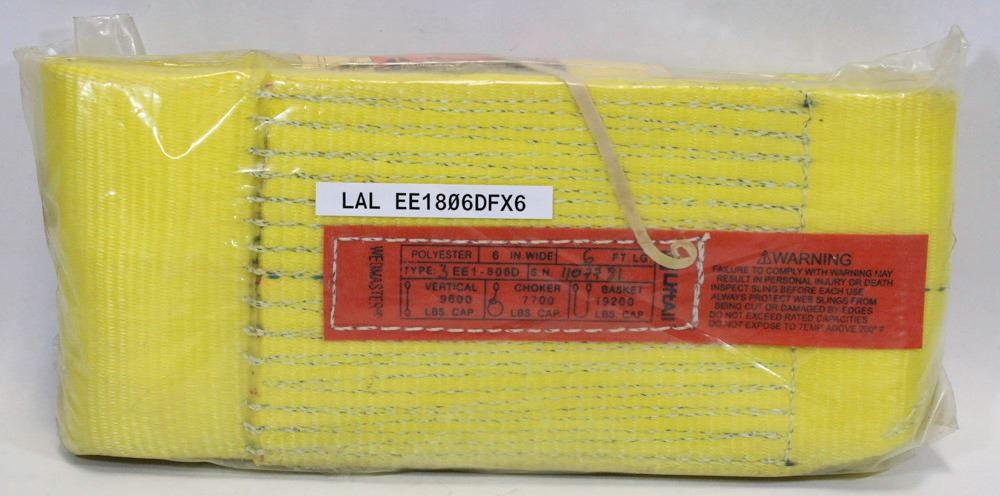 LAL EE18Ø6DFX6
WEBMASTER®
POLYESTER 6 IN. WIDE 6 FT LG
TYPE: 3 EE1-806D S.N.
VERTICAL CHOKER BASKET
9600 7700 19200
LBS. CAP. LBS. CAP. LBS. CAP.
Liftall
⚠WARNING
FAILURE TO COMPLY WITH WARNING MAY
RESULT IN PERSONAL INJURY OR DEATH
INSPECT SLING BEFORE EACH USE
ALWAYS PROTECT WEB SLINGS FROM
BEING CUT OR DAMAGED BY EDGES
DO NOT EXCEED RATED CAPACITIES
DO NOT EXPOSE TO TEMP. ABOVE 200° F